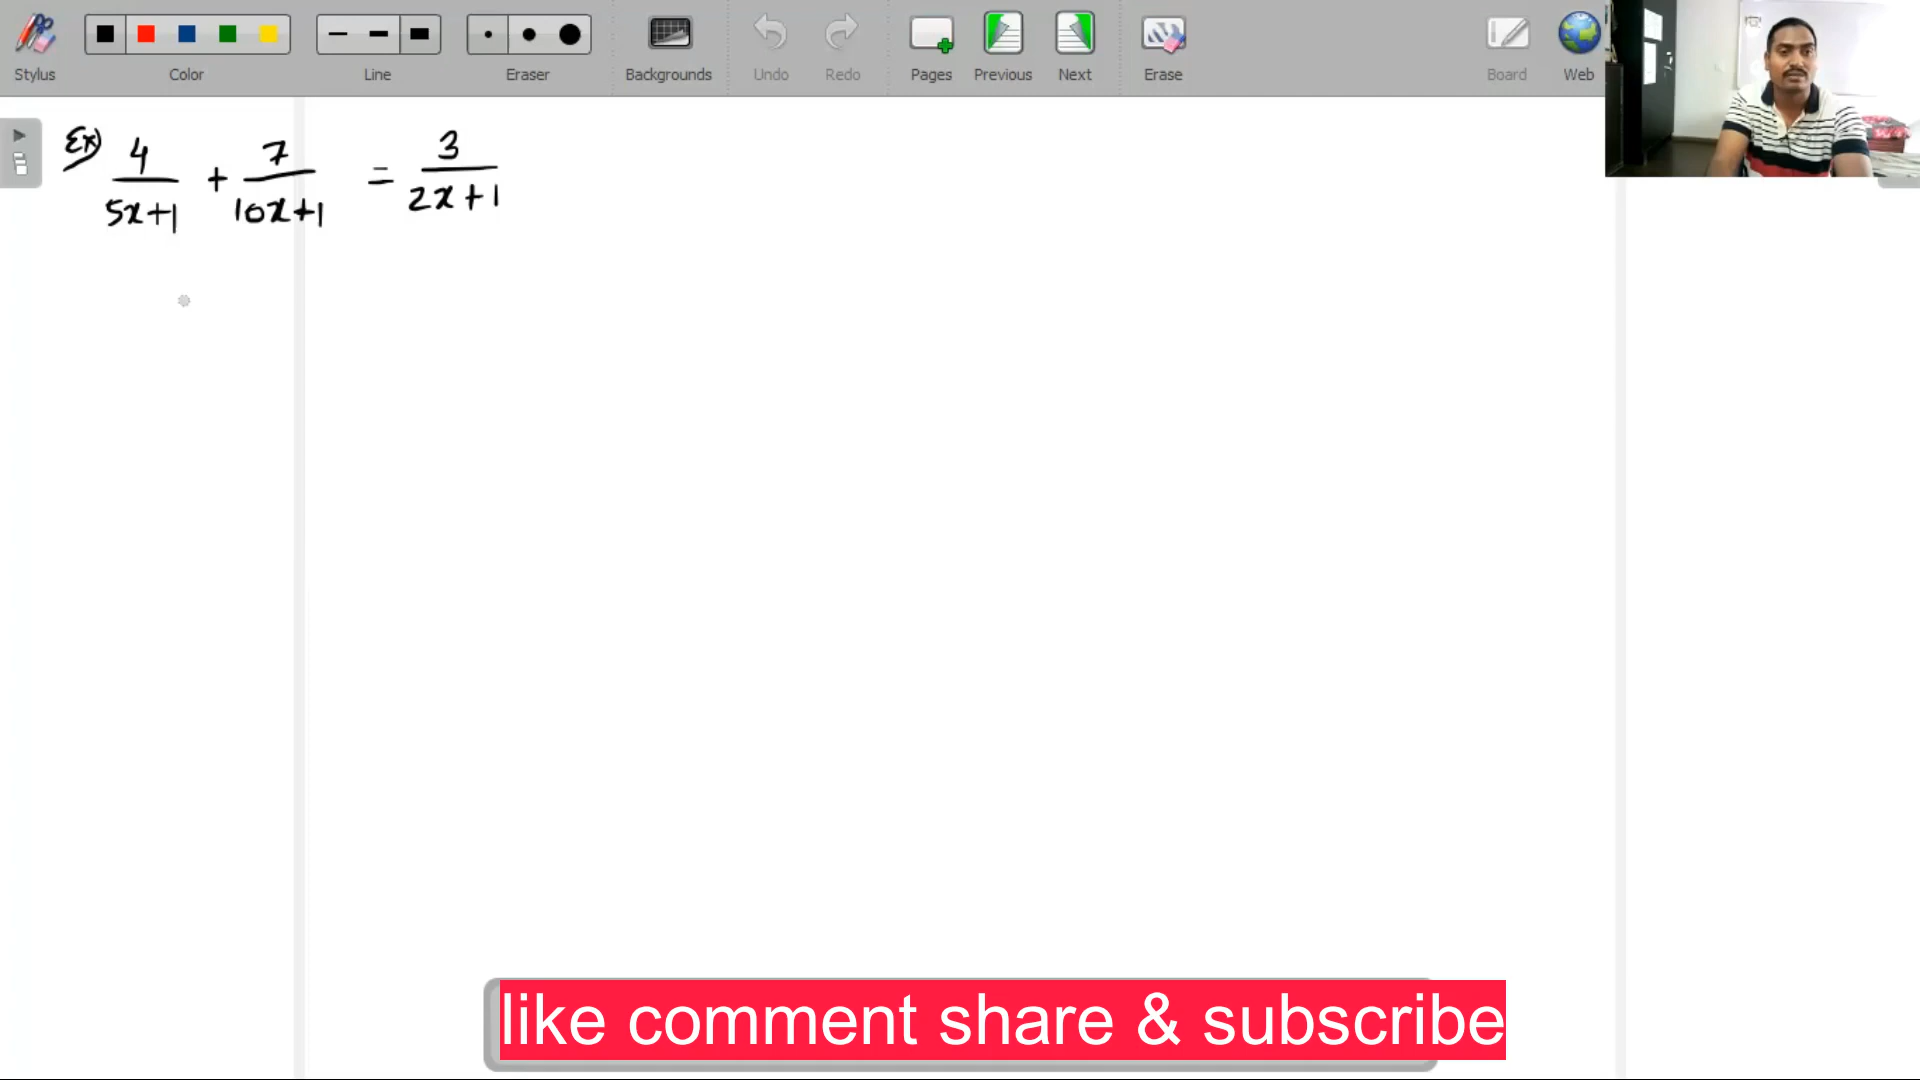 Stylus Color Line Eraser Backgrounds Undo Redo Pages Previous Next Erase Board Web
Ex) 4/(5x+1) + 7/(10x+1) = 3/(2x+1)
like comment share & subscribe